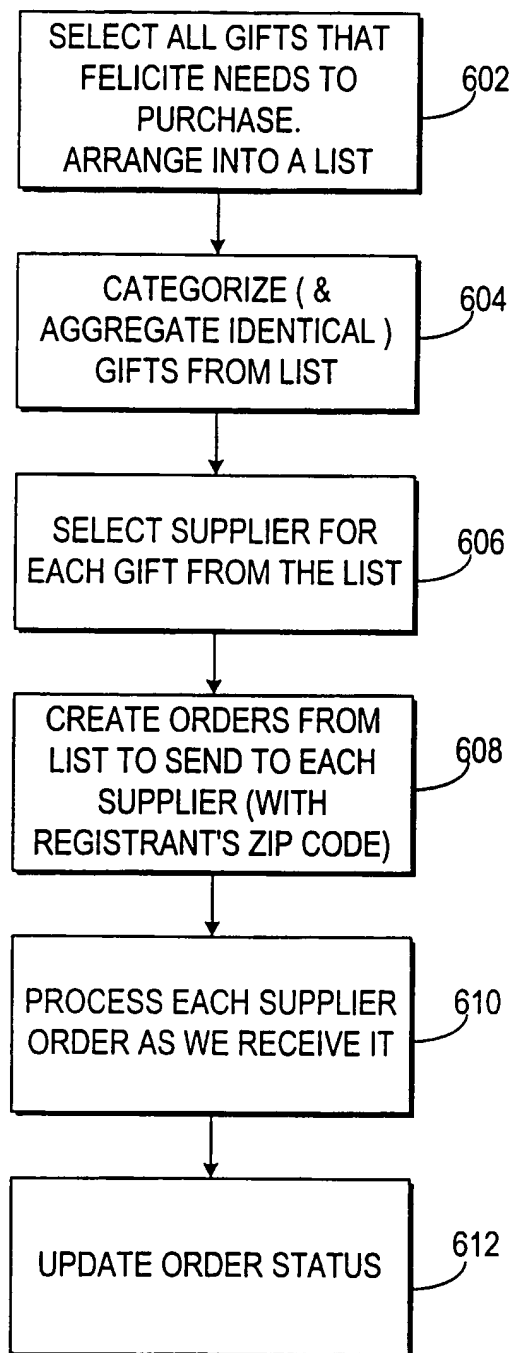 SELECT ALL GIFTS THAT
FELICITE NEEDS TO
PURCHASE.
ARRANGE INTO A LIST
602
CATEGORIZE ( &
AGGREGATE IDENTICAL )
GIFTS FROM LIST
604
SELECT SUPPLIER FOR
EACH GIFT FROM THE LIST
606
CREATE ORDERS FROM
LIST TO SEND TO EACH
SUPPLIER (WITH
REGISTRANT'S ZIP CODE)
608
PROCESS EACH SUPPLIER
ORDER AS WE RECEIVE IT
610
UPDATE ORDER STATUS
612